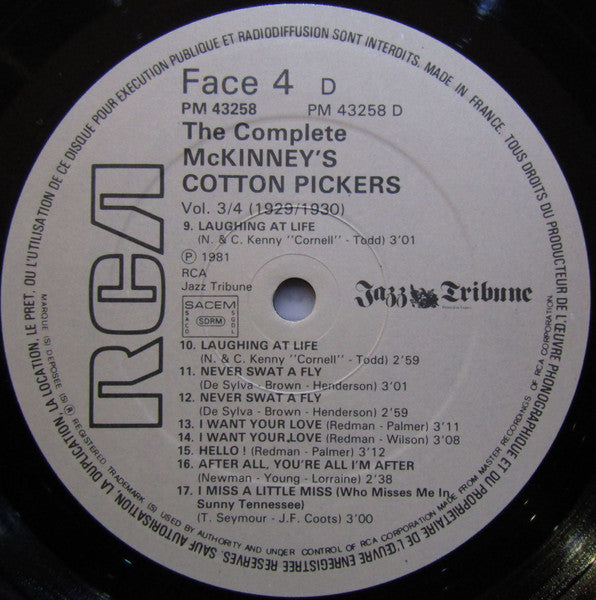 Face 4 D
PM 43258 PM 43258 D
The Complete
McKINNEY'S
COTTON PICKERS
Vol. 3/4 (1929/1930)
9. LAUGHING AT LIFE
(N. & C. Kenny ''Cornell'' - Todd) 3'01
Ⓟ 1981
RCA
Jazz Tribune
SACEM
SACD
SDRM
SGDL
RCA
Jazz Tribune
10. LAUGHING AT LIFE
(N. & C. Kenny ''Cornell'' - Todd) 2'59
11. NEVER SWAT A FLY
(De Sylva - Brown - Henderson) 3'01
12. NEVER SWAT A FLY
(De Sylva - Brown - Henderson) 2'59
13. I WANT YOUR LOVE (Redman - Palmer) 3'11
14. I WANT YOUR LOVE (Redman - Wilson) 3'08
15. HELLO ! (Redman - Palmer) 3'12
16. AFTER ALL, YOU'RE ALL I'M AFTER
(Newman - Young - Lorraine) 2'38
17. I MISS A LITTLE MISS (Who Misses Me In
Sunny Tennessee)
(T. Seymour - J.F. Coots) 3'00
MADE IN FRANCE. TOUS DROITS DU PRODUCTEUR DE L'ŒUVRE PHONOGRAPHIQUE ET DU PROPRIETAIRE DE L'ŒUVRE ENREGISTREE RESERVES. SAUF AUTORISATION, LA DUPLICATION, LA LOCATION, LE PRET, OU L'UTILISATION DE CE DISQUE POUR EXECUTION PUBLIQUE ET RADIODIFFUSION SONT INTERDITS.
MARQUE (S) DEPOSEE (S) ® REGISTERED TRADEMARK (S) USED BY AUTHORITY AND UNDER CONTROL OF RCA CORPORATION MADE FROM MASTER RECORDINGS OF RCA CORPORATION.